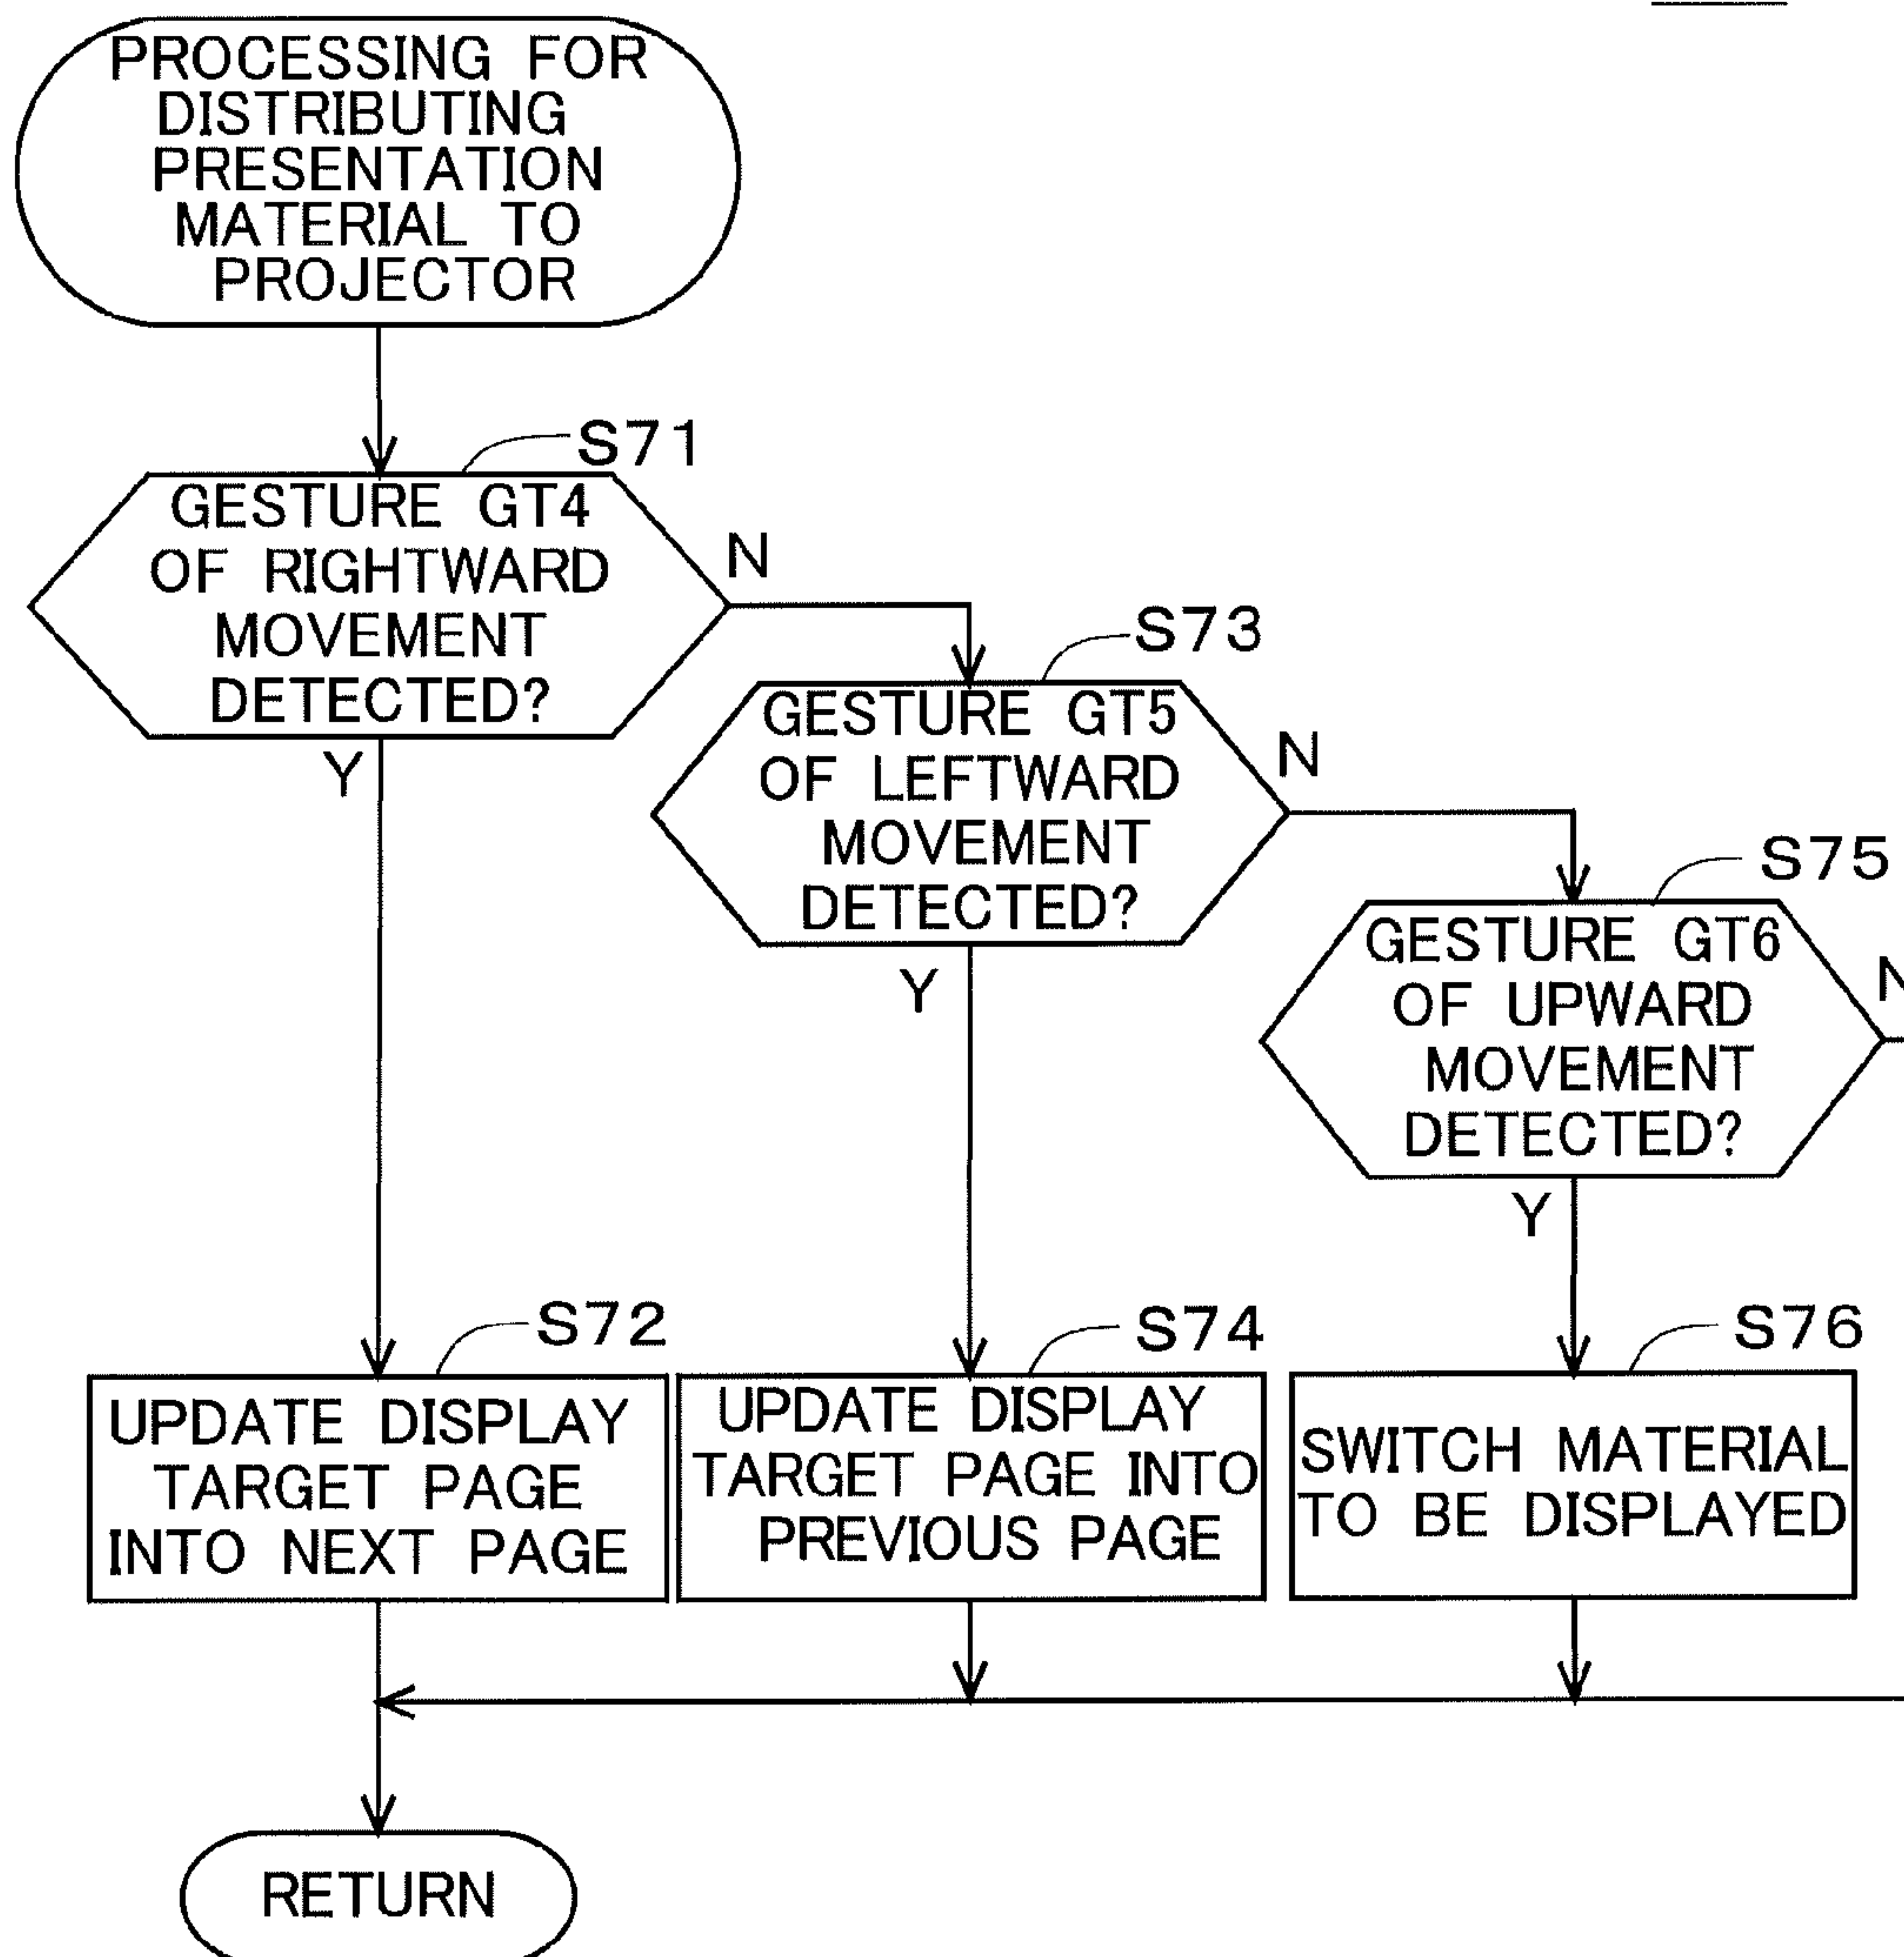 PROCESSING FOR
DISTRIBUTING
PRESENTATION
MATERIAL TO
PROJECTOR
S71
GESTURE GT4
OF RIGHTWARD
MOVEMENT
DETECTED?
N
Y
S73
GESTURE GT5
OF LEFTWARD
MOVEMENT
DETECTED?
N
Y
S75
GESTURE GT6
OF UPWARD
MOVEMENT
DETECTED?
N
Y
S72
UPDATE DISPLAY
TARGET PAGE
INTO NEXT PAGE
S74
UPDATE DISPLAY
TARGET PAGE INTO
PREVIOUS PAGE
S76
SWITCH MATERIAL
TO BE DISPLAYED
RETURN